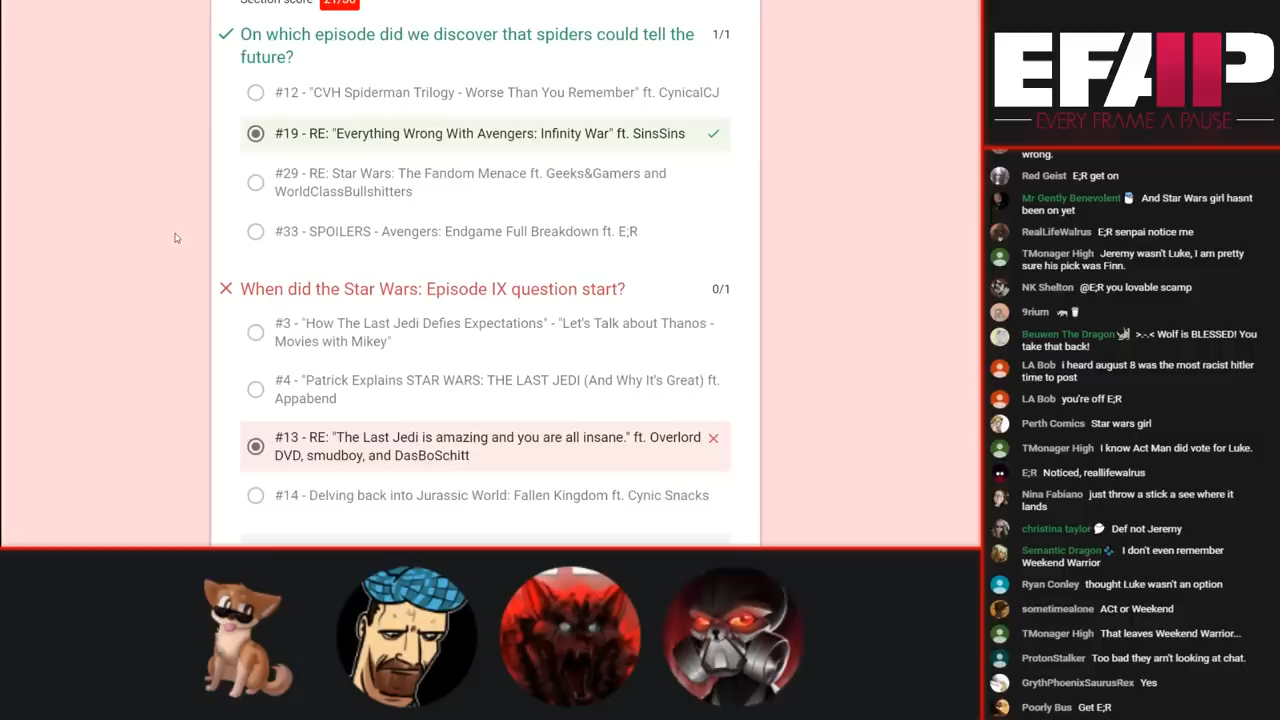 Section score 21/50
On which episode did we discover that spiders could tell the
future?
1/1
#12 - "CVH Spiderman Trilogy - Worse Than You Remember" ft. CynicalCJ
#19 - RE: "Everything Wrong With Avengers: Infinity War" ft. SinsSins
#29 - RE: Star Wars: The Fandom Menace ft. Geeks&Gamers and
WorldClassBullshitters
#33 - SPOILERS - Avengers: Endgame Full Breakdown ft. E;R
When did the Star Wars: Episode IX question start?
0/1
#3 - "How The Last Jedi Defies Expectations" - "Let's Talk about Thanos -
Movies with Mikey"
#4 - "Patrick Explains STAR WARS: THE LAST JEDI (And Why It's Great) ft.
Appabend
#13 - RE: "The Last Jedi is amazing and you are all insane." ft. Overlord
DVD, smudboy, and DasBoSchitt
#14 - Delving back into Jurassic World: Fallen Kingdom ft. Cynic Snacks
EFAP
EVERY FRAME A PAUSE
wrong.
Red Geist E;R get on
Mr Gently Benevolent And Star Wars girl hasnt
been on yet
RealLifeWalrus E;R senpai notice me
TMonager High Jeremy wasn't Luke, I am pretty
sure his pick was Finn.
NK Shelton @E;R you lovable scamp
9rium
Beuwen The Dragon >.-.< Wolf is BLESSED! You
take that back!
LA Bob i heard august 8 was the most racist hitler
time to post
LA Bob you're off E;R
Perth Comics Star wars girl
TMonager High I know Act Man did vote for Luke.
E;R Noticed, reallifewalrus
Nina Fabiano just throw a stick a see where it
lands
christina taylor Def not Jeremy
Semantic Dragon I don't even remember
Weekend Warrior
Ryan Conley thought Luke wasn't an option
sometimealone ACt or Weekend
TMonager High That leaves Weekend Warrior...
ProtonStalker Too bad they arn't looking at chat.
GrythPhoenixSaurusRex Yes
Poorly Bus Get E;R